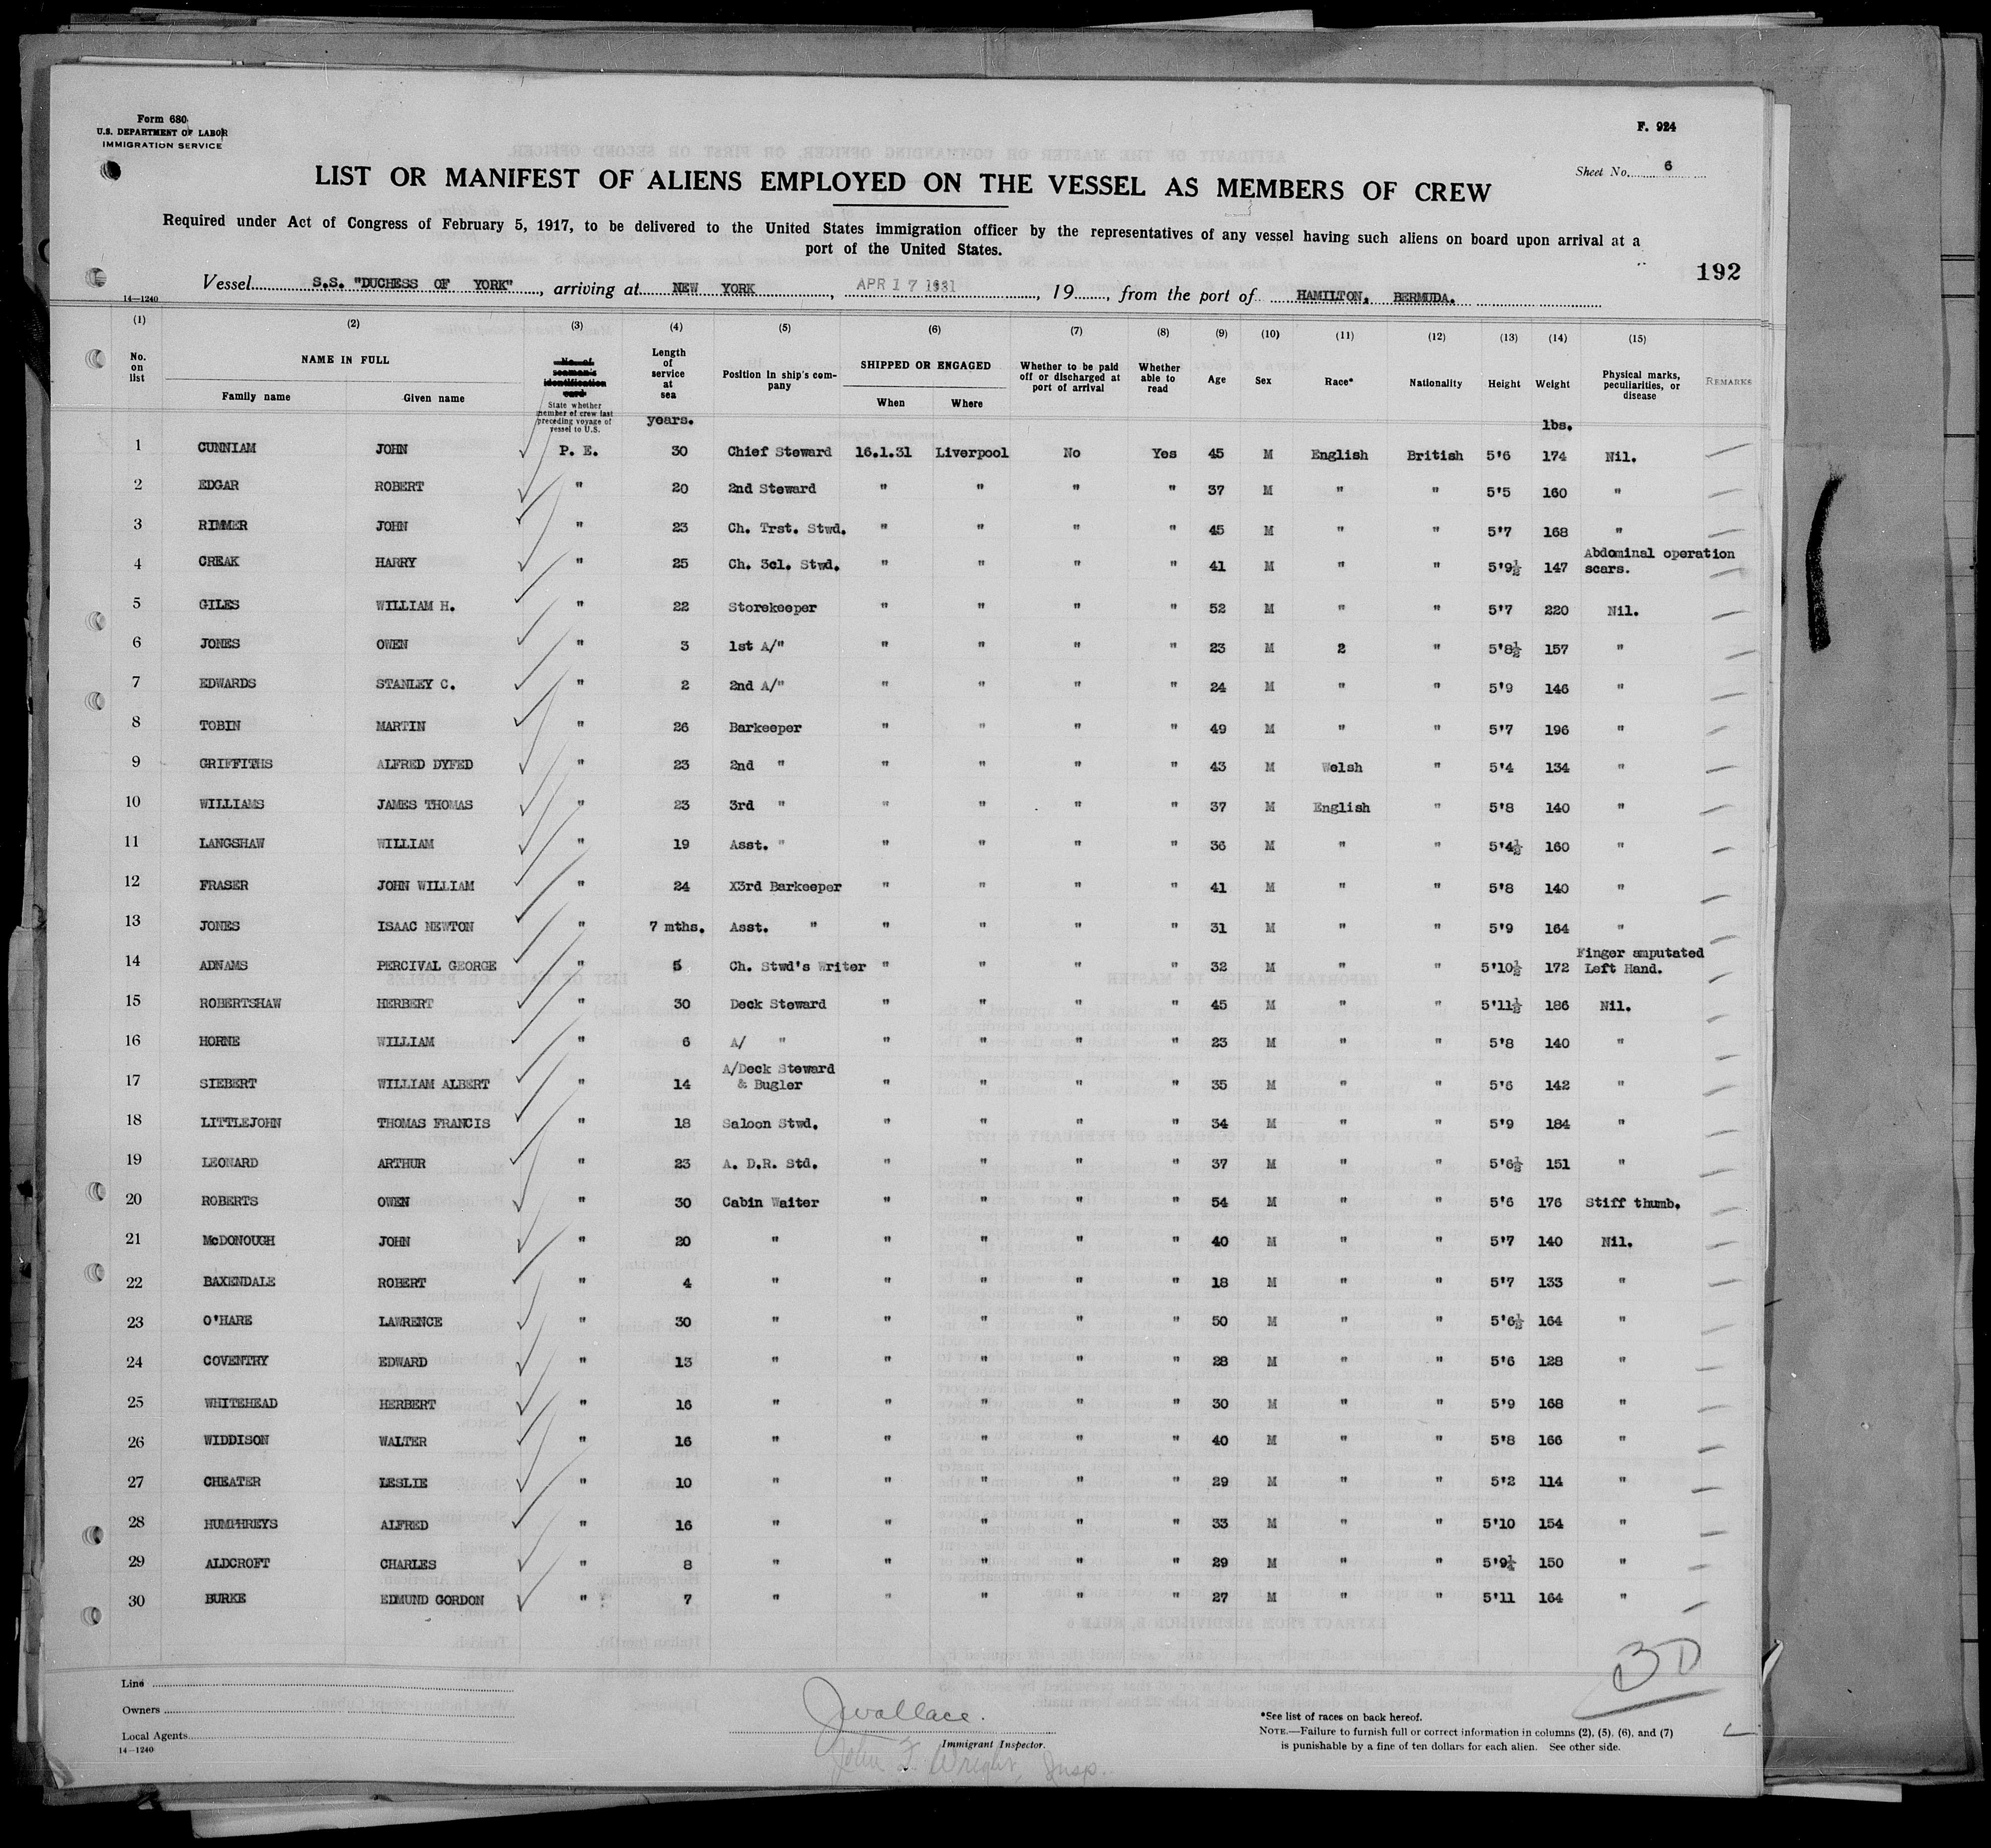 Form 680
U.S. DEPARTMENT OF LABOR
IMMIGRATION SERVICE
F. 924
Sheet No. 6
LIST OR MANIFEST OF ALIENS EMPLOYED ON THE VESSEL AS MEMBERS OF CREW
Required under Act of Congress of February 5, 1917, to be delivered to the United States immigration officer by the representatives of any vessel having such aliens on board upon arrival at a
port of the United States.
192
Vessel S.S. "DUCHESS OF YORK", arriving at NEW YORK, APR 17 1931, 19, from the port of HAMILTON, BERMUDA.
14—1240
(1) (2) (3) (4) (5) (6) (7) (8) (9) (10) (11) (12) (13) (14) (15)
No. on list NAME IN FULL Family name Given name No. of seaman's identification card State whether member of crew last preceding voyage of vessel to U.S. Length of service at sea Position in ship's company SHIPPED OR ENGAGED When Where Whether to be paid off or discharged at port of arrival Whether able to read Age Sex Race* Nationality Height Weight Physical marks, peculiarities, or disease REMARKS
years. lbs.
1 CUNNIAM JOHN P. E. 30 Chief Steward 16.1.31 Liverpool No Yes 45 M English British 5'6 174 Nil.
2 EDGAR ROBERT " 20 2nd Steward " " " " 37 M " " 5'5 160 "
3 RIMMER JOHN " 23 Ch. Trst. Stwd. " " " " 45 M " " 5'7 168 "
4 CREAK HARRY " 25 Ch. 3cl. Stwd. " " " " 41 M " " 5'9½ 147 Abdominal operation scars.
5 GILES WILLIAM H. " 22 Storekeeper " " " " 52 M " " 5'7 220 Nil.
6 JONES OWEN " 3 1st A/" " " " " 23 M 2 " 5'8½ 157 "
7 EDWARDS STANLEY C. " 2 2nd A/" " " " " 24 M " " 5'9 146 "
8 TOBIN MARTIN " 26 Barkeeper " " " " 49 M " " 5'7 196 "
9 GRIFFITHS ALFRED DYFED " 23 2nd " " " " " 43 M Welsh " 5'4 134 "
10 WILLIAMS JAMES THOMAS " 23 3rd " " " " " 37 M English " 5'8 140 "
11 LANGSHAW WILLIAM " 19 Asst. " " " " " 36 M " " 5'4½ 160 "
12 FRASER JOHN WILLIAM " 24 X3rd Barkeeper " " " " 41 M " " 5'8 140 "
13 JONES ISAAC NEWTON " 7 mths. Asst. " " " " " 31 M " " 5'9 164 "
14 ADNAMS PERCIVAL GEORGE " 5 Ch. Stwd's Writer " " " " 32 M " " 5'10½ 172 Finger amputated Left Hand.
15 ROBERTSHAW HERBERT " 30 Deck Steward " " " " 45 M " " 5'11½ 186 Nil.
16 HORNE WILLIAM " 6 A/ " " " " " 23 M " " 5'8 140 "
17 SIEBERT WILLIAM ALBERT " 14 A/Deck Steward & Bugler " " " " 35 M " " 5'6 142 "
18 LITTLEJOHN THOMAS FRANCIS " 18 Saloon Stwd. " " " " 34 M " " 5'9 184 "
19 LEONARD ARTHUR " 23 A. D.R. Std. " " " " 37 M " " 5'6½ 151 "
20 ROBERTS OWEN " 30 Cabin Waiter " " " " 54 M " " 5'6 176 Stiff thumb.
21 McDONOUGH JOHN " 20 " " " " " 40 M " " 5'7 140 Nil.
22 BAXENDALE ROBERT " 4 " " " " " 18 M " " 5'7 133 "
23 O'HARE LAWRENCE " 30 " " " " " 50 M " " 5'6½ 164 "
24 COVENTRY EDWARD " 13 " " " " " 28 M " " 5'6 128 "
25 WHITEHEAD HERBERT " 16 " " " " " 30 M " " 5'9 168 "
26 WIDDISON WALTER " 16 " " " " " 40 M " " 5'8 166 "
27 CHEATER LESLIE " 10 " " " " " 29 M " " 5'2 114 "
28 HUMPHREYS ALFRED " 16 " " " " " 33 M " " 5'10 154 "
29 ALDCROFT CHARLES " 8 " " " " " 29 M " " 5'9¼ 150 "
30 BURKE EDMUND GORDON " 7 " " " " " 27 M " " 5'11 164 "
Line
Owners
Local Agents
14—1240
JWallace.
Immigrant Inspector.
John F. Wright, Insp.
*See list of races on back hereof.
NOTE.—Failure to furnish full or correct information in columns (2), (5), (6), and (7)
is punishable by a fine of ten dollars for each alien. See other side.